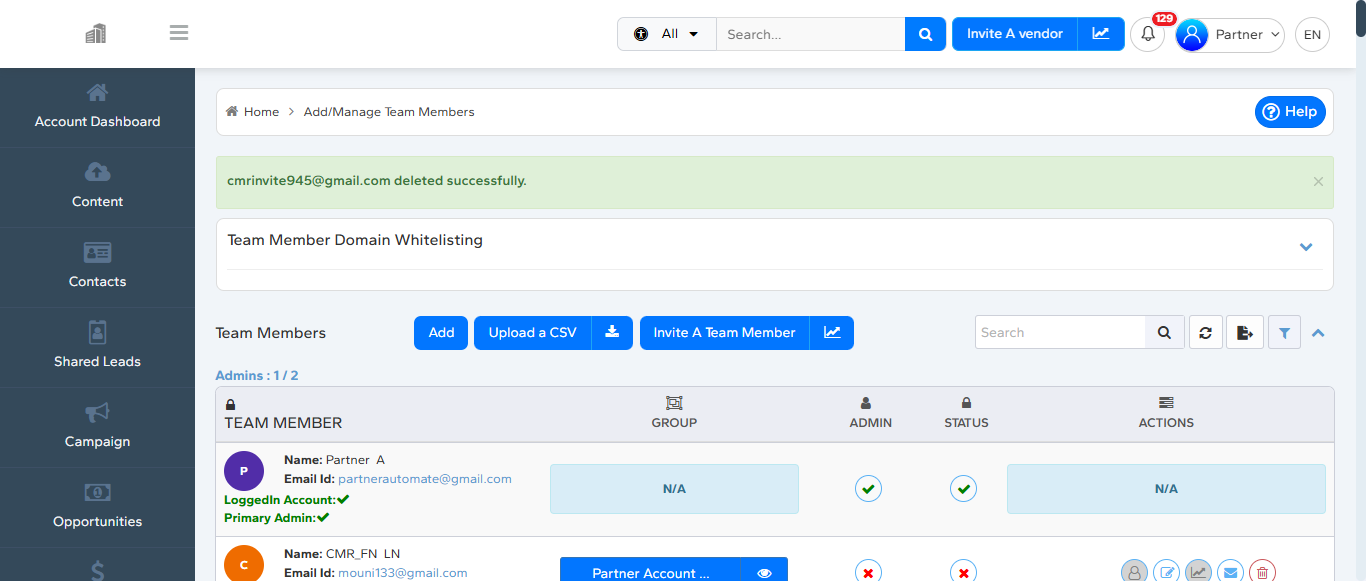 All
Search...
Invite A vendor
129
Partner
EN
Account Dashboard
Content
Contacts
Shared Leads
Campaign
Opportunities
Home > Add/Manage Team Members
Help
cmrinvite945@gmail.com deleted successfully.
×
Team Member Domain Whitelisting
Team Members
Add
Upload a CSV
Invite A Team Member
Search
Admins : 1 / 2
TEAM MEMBER
GROUP
ADMIN
STATUS
ACTIONS
P
Name: Partner A
Email Id: partnerautomate@gmail.com
LoggedIn Account:
Primary Admin:
N/A
N/A
C
Name: CMR_FN LN
Email Id: mouni133@gmail.com
Partner Account ...